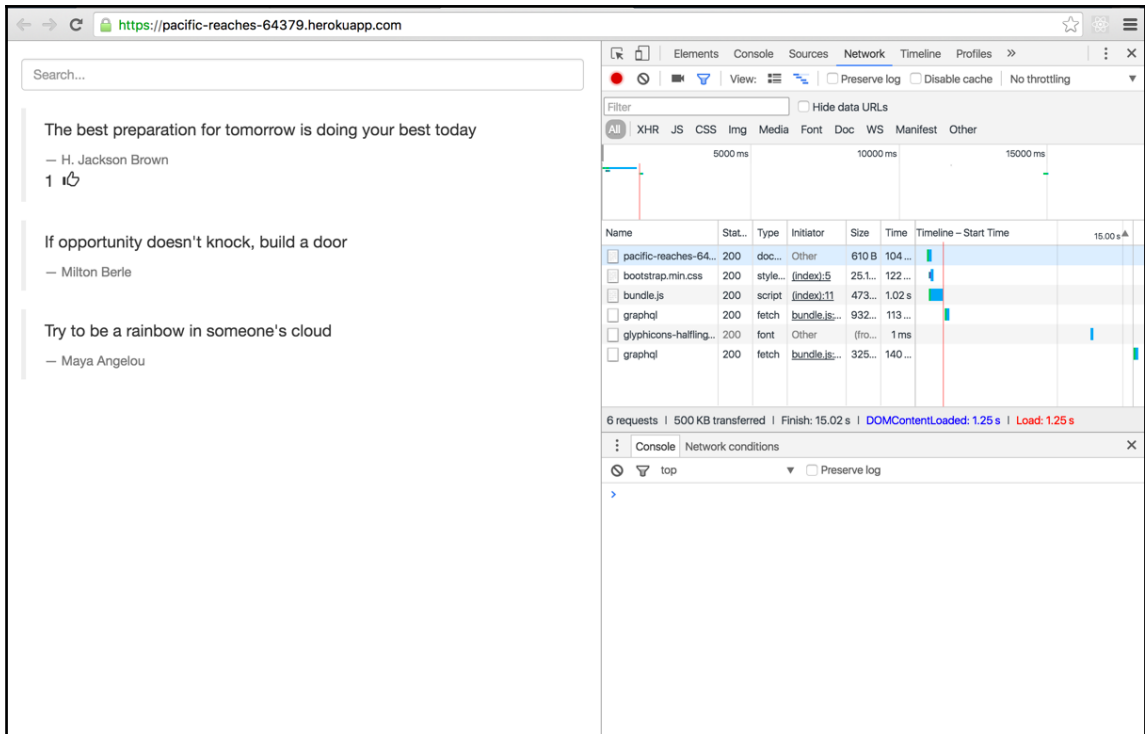 https://pacific-reaches-64379.herokuapp.com
Search...
The best preparation for tomorrow is doing your best today
— H. Jackson Brown
1
If opportunity doesn't knock, build a door
— Milton Berle
Try to be a rainbow in someone's cloud
— Maya Angelou
Elements Console Sources Network Timeline Profiles »
View: Preserve log Disable cache No throttling
Filter Hide data URLs
All XHR JS CSS Img Media Font Doc WS Manifest Other
5000 ms 10000 ms 15000 ms
Name Stat... Type Initiator Size Time Timeline – Start Time 15.00 s
pacific-reaches-64... 200 doc... Other 610 B 104 ...
bootstrap.min.css 200 style... (index):5 25.1... 122 ...
bundle.js 200 script (index):11 473... 1.02 s
graphql 200 fetch bundle.js:... 932... 113 ...
glyphicons-halfling... 200 font Other (fro... 1 ms
graphql 200 fetch bundle.js:... 325... 140 ...
6 requests | 500 KB transferred | Finish: 15.02 s | DOMContentLoaded: 1.25 s | Load: 1.25 s
Console Network conditions
top Preserve log